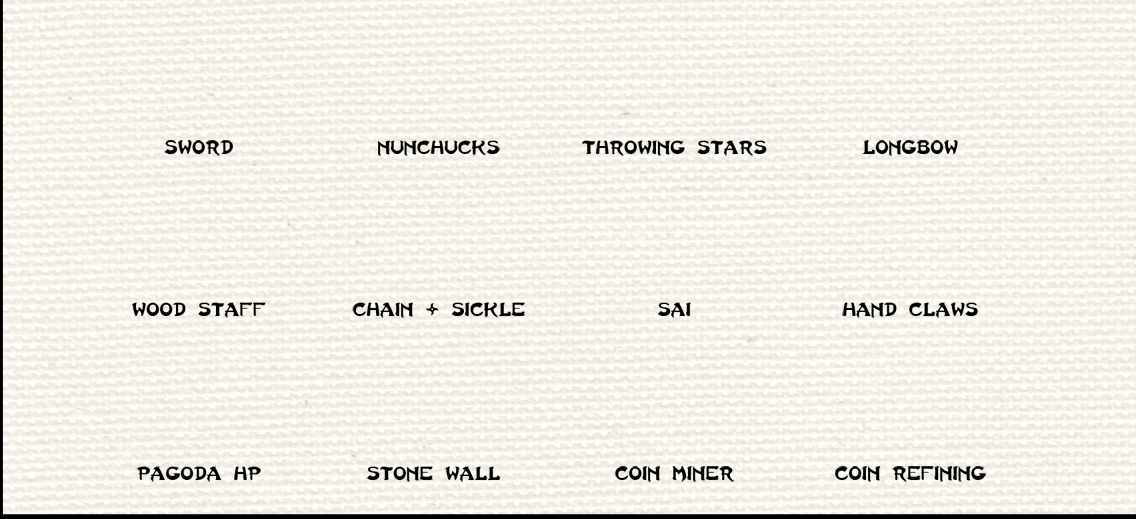 SWORD NUNCHUCKS THROWING STARS LONGBOW
WOOD STAFF CHAIN + SICKLE SAI HAND CLAWS
PAGODA HP STONE WALL COIN MINER COIN REFINING